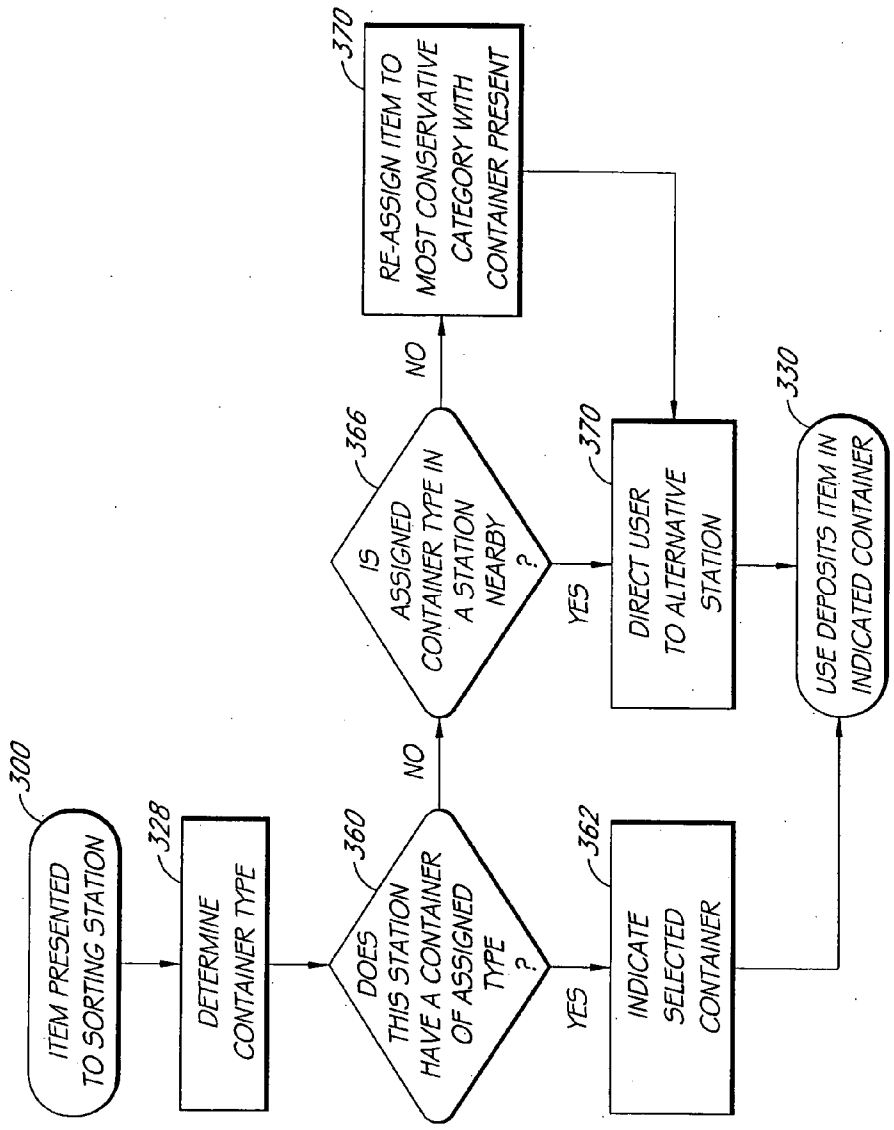 300
ITEM PRESENTED
TO SORTING STATION
328
DETERMINE
CONTAINER TYPE
360
DOES
THIS STATION
HAVE A CONTAINER
OF ASSIGNED
TYPE
?
NO
YES
362
INDICATE
SELECTED
CONTAINER
366
IS
ASSIGNED
CONTAINER TYPE IN
A STATION
NEARBY
?
NO
YES
370
RE-ASSIGN ITEM TO
MOST CONSERVATIVE
CATEGORY WITH
CONTAINER PRESENT
370
DIRECT USER
TO ALTERNATIVE
STATION
330
USE DEPOSITS ITEM IN
INDICATED CONTAINER